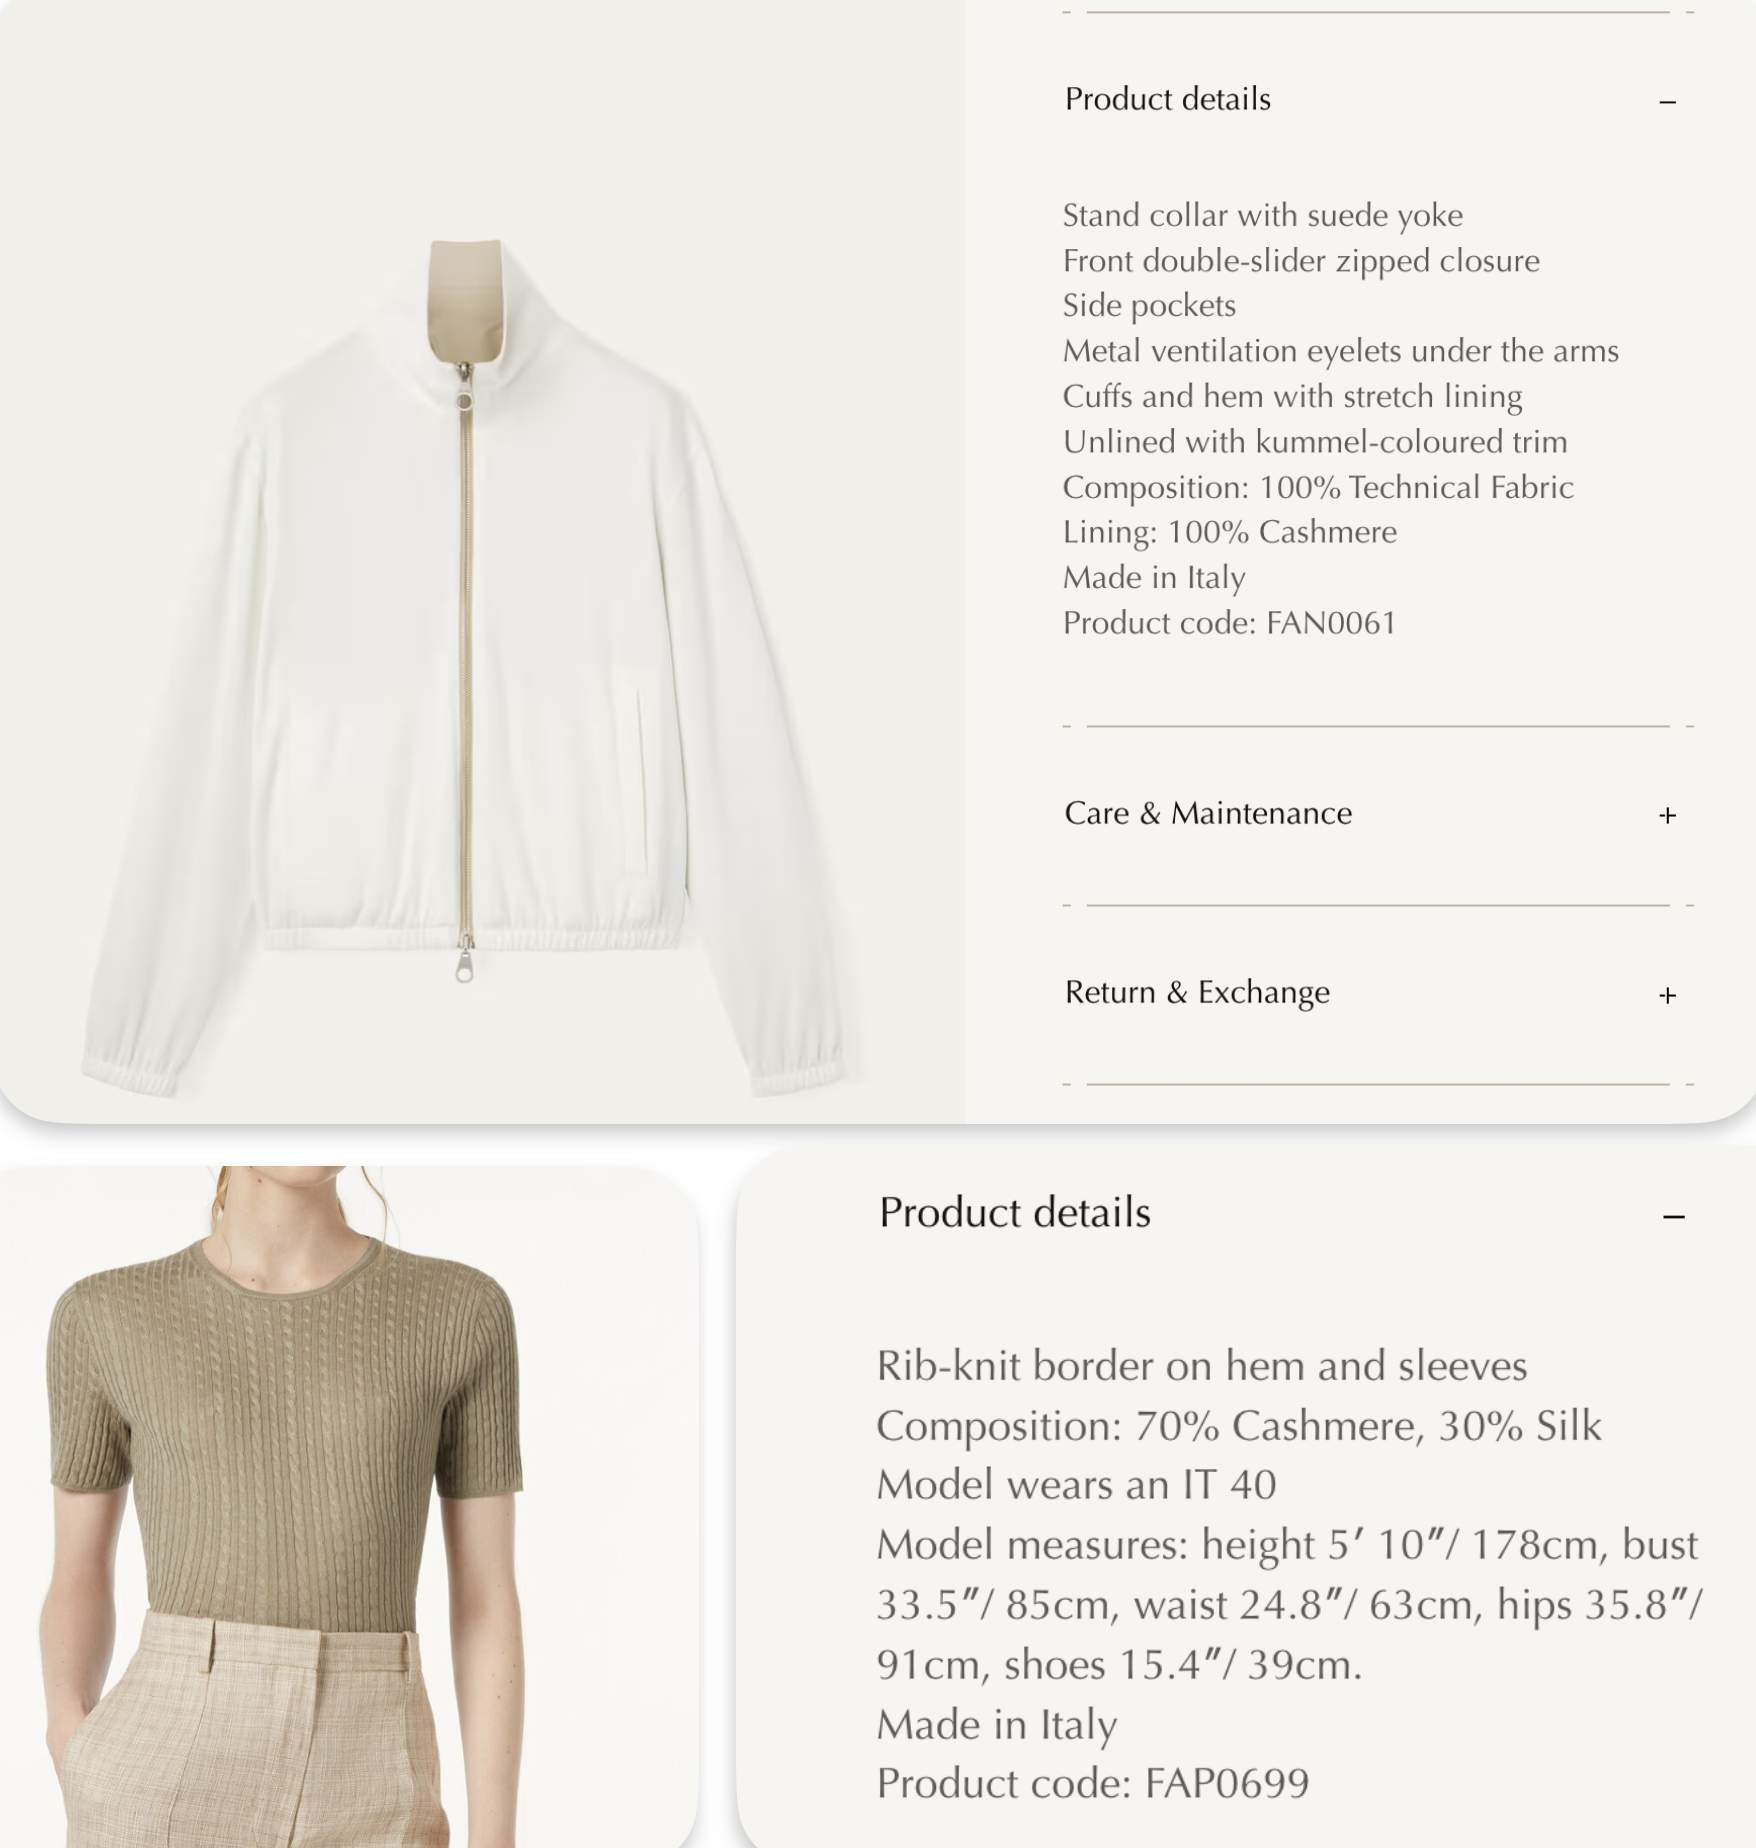 Product details
Stand collar with suede yoke
Front double-slider zipped closure
Side pockets
Metal ventilation eyelets under the arms
Cuffs and hem with stretch lining
Unlined with kummel-coloured trim
Composition: 100% Technical Fabric
Lining: 100% Cashmere
Made in Italy
Product code: FAN0061
Care & Maintenance
Return & Exchange
Product details
Rib-knit border on hem and sleeves
Composition: 70% Cashmere, 30% Silk
Model wears an IT 40
Model measures: height 5′ 10″/ 178cm, bust
33.5″/ 85cm, waist 24.8″/ 63cm, hips 35.8″/
91cm, shoes 15.4″/ 39cm.
Made in Italy
Product code: FAP0699